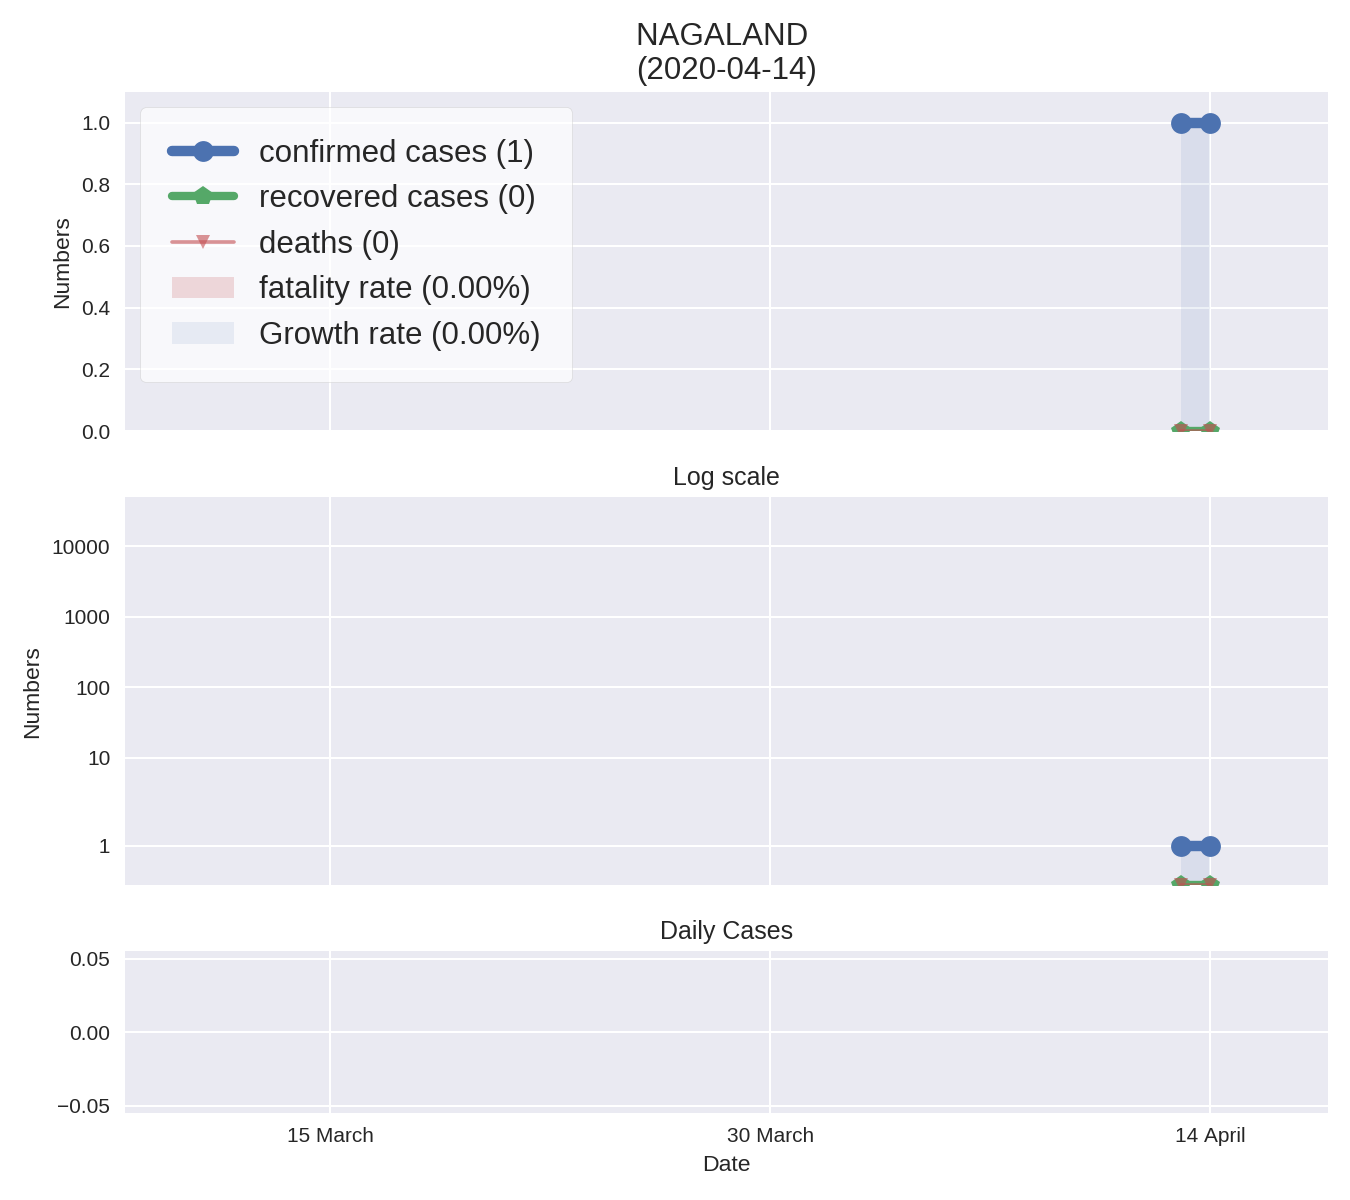 NAGALAND
(2020-04-14)
1.0
0.8
0.6
0.4
0.2
0.0
Numbers
confirmed cases (1)
recovered cases (0)
deaths (0)
fatality rate (0.00%)
Growth rate (0.00%)
Log scale
10000
1000
100
10
1
Numbers
Daily Cases
0.05
0.00
−0.05
15 March
30 March
14 April
Date